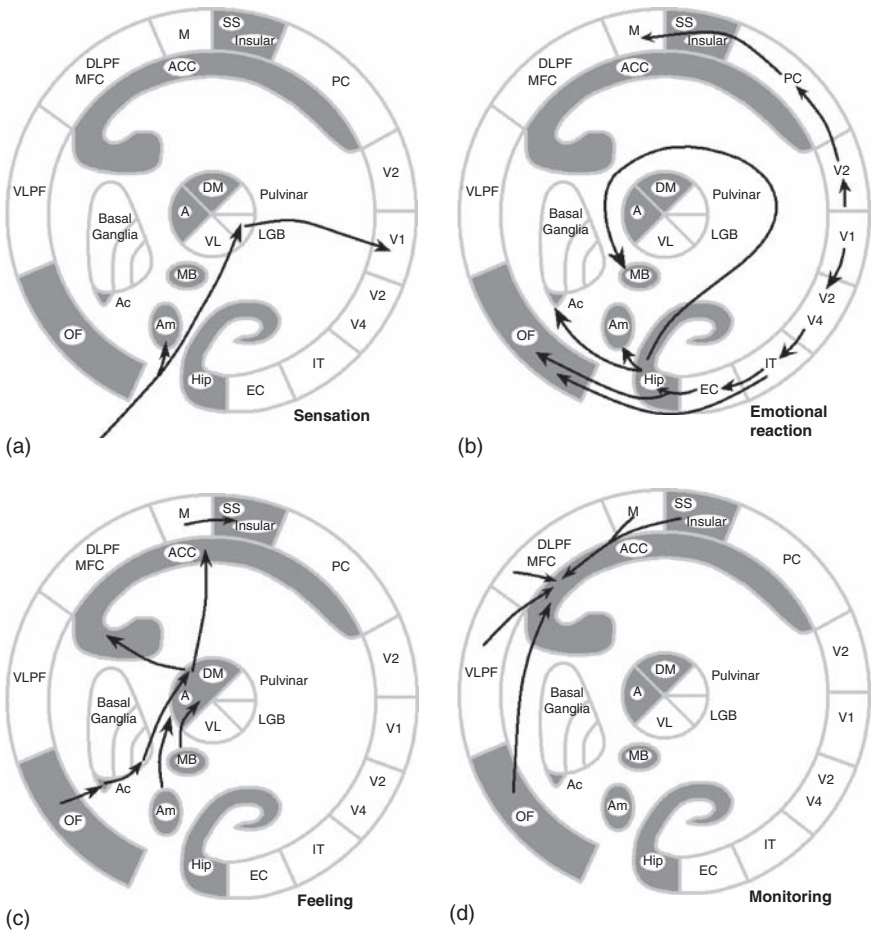 M
SS
Insular
DLPF
MFC
ACC
PC
VLPF
V2
DM
Pulvinar
A
Basal
Ganglia
VL
LGB
V1
MB
V2
Ac
Am
V4
OF
IT
Hip
EC
Sensation
(a)
M
SS
Insular
DLPF
MFC
ACC
PC
VLPF
V2
DM
Pulvinar
A
Basal
Ganglia
VL
LGB
V1
MB
V2
Ac
Am
V4
OF
IT
Hip
EC
Emotional
reaction
(b)
M
SS
Insular
DLPF
MFC
ACC
PC
VLPF
V2
DM
Pulvinar
A
Basal
Ganglia
VL
LGB
V1
MB
V2
Ac
Am
V4
OF
IT
Hip
EC
Feeling
(c)
M
SS
Insular
DLPF
MFC
ACC
PC
VLPF
V2
DM
Pulvinar
A
Basal
Ganglia
VL
LGB
V1
MB
V2
Ac
Am
V4
OF
IT
Hip
EC
Monitoring
(d)